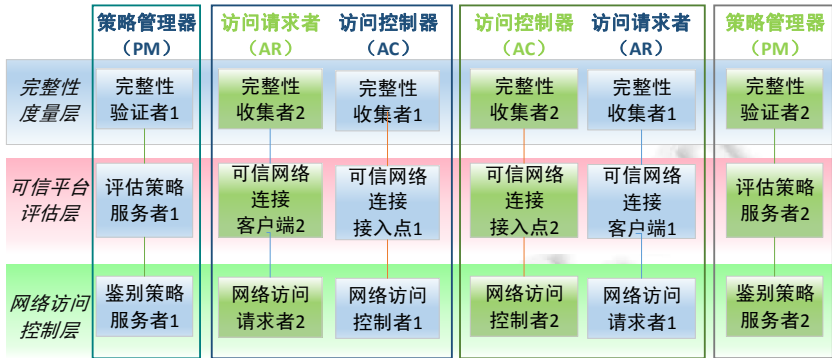 策略管理器 访问请求者 访问控制器 访问控制器 访问请求者 策略管理器
（PM） （AR） （AC） （AC） （AR） （PM）
完整性 完整性 完整性 完整性 完整性 完整性 完整性
度量层 验证者1 收集者2 收集者1 收集者2 收集者1 验证者2
可信网络 可信网络 可信网络 可信网络
可信平台 评估策略 连接 连接 连接 连接 评估策略
评估层 服务者1 客户端2 接入点1 接入点2 客户端1 服务者2
网络访问 鉴别策略 网络访问 网络访问 网络访问 网络访问 鉴别策略
控制层 服务者1 请求者2 控制者1 控制者2 请求者1 服务者2